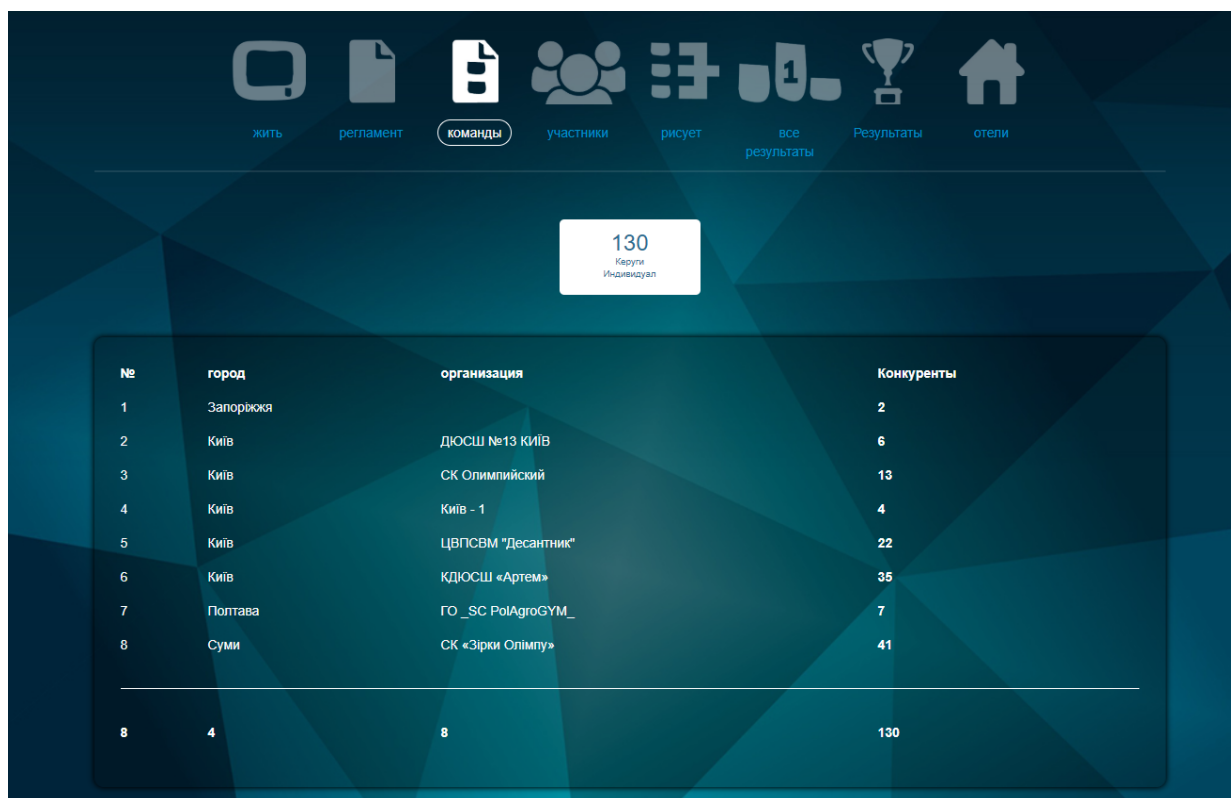 1
жить регламент команды участники рисует все результаты Результаты отели
130
Керуги
Индивидуал
№ город организация Конкуренты
1 Запоріжжя 2
2 Київ ДЮСШ №13 КИЇВ 6
3 Київ СК Олимпийский 13
4 Київ Київ - 1 4
5 Київ ЦВПСВМ "Десантник" 22
6 Київ КДЮСШ «Артем» 35
7 Полтава ГО _SC PolAgroGYM_ 7
8 Суми СК «Зірки Олімпу» 41
8 4 8 130